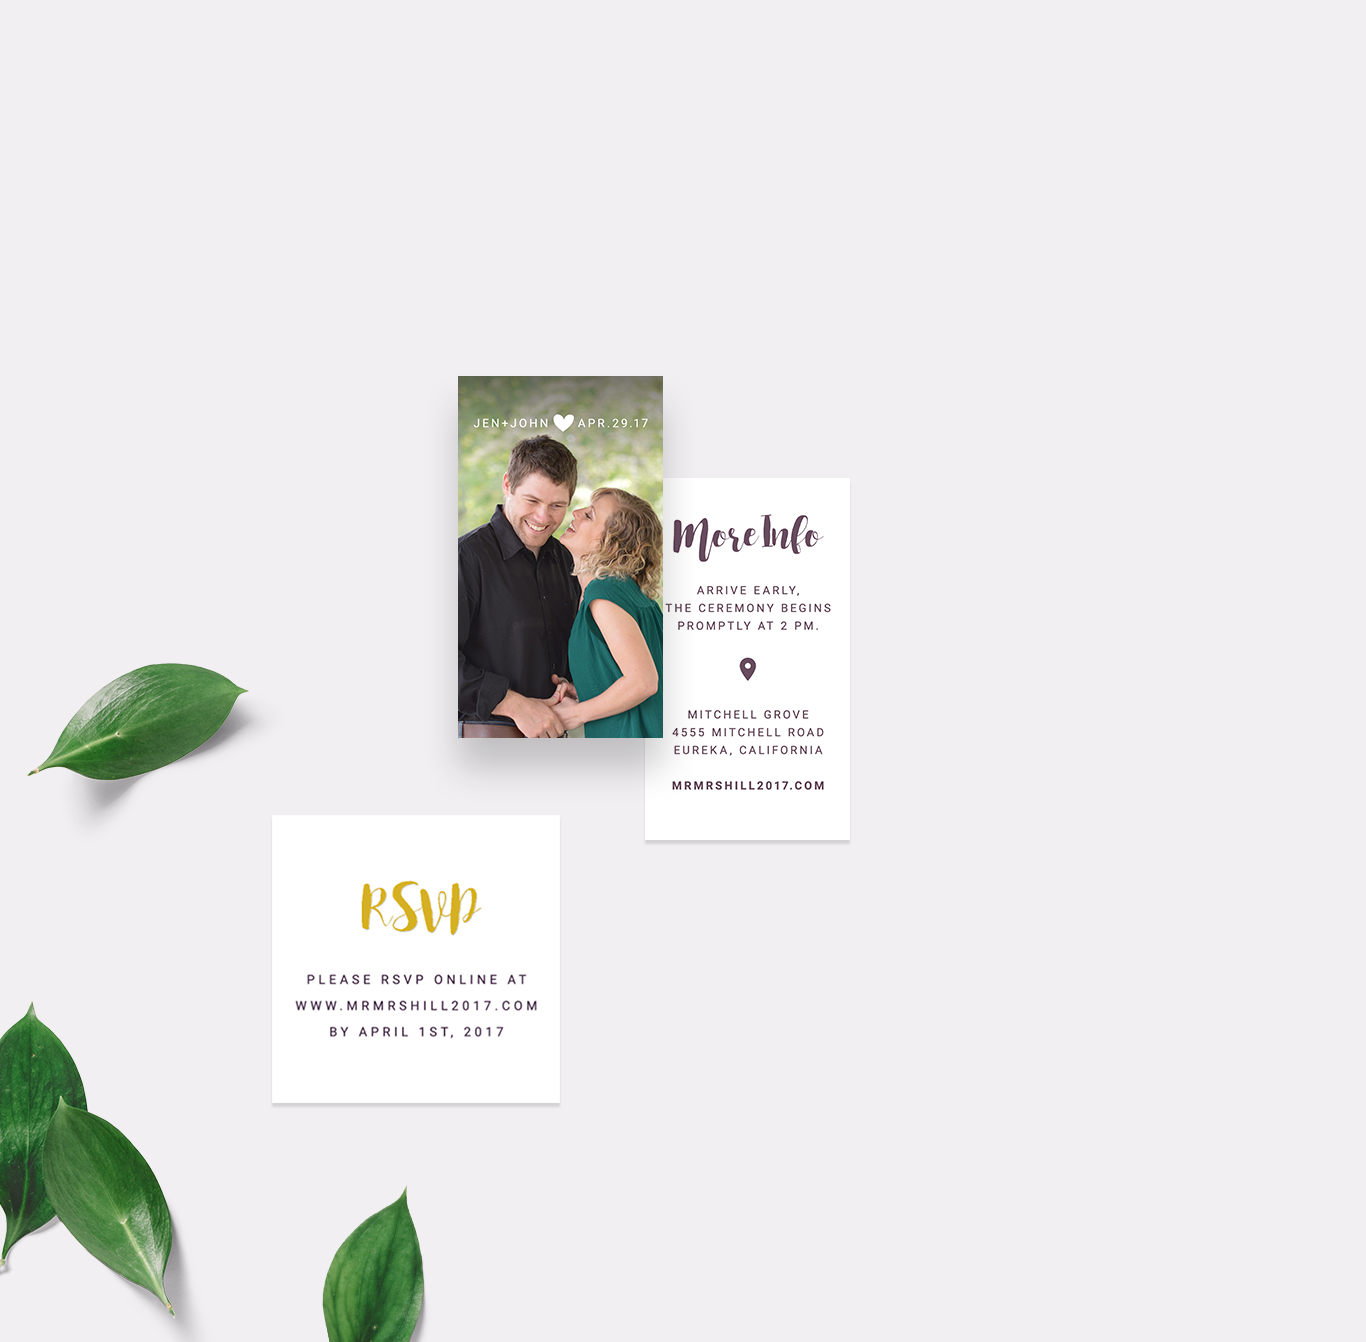 JEN+JOHN APR.29.17
More Info
ARRIVE EARLY,
THE CEREMONY BEGINS
PROMPTLY AT 2 PM.
MITCHELL GROVE
4555 MITCHELL ROAD
EUREKA, CALIFORNIA
MRMRSHILL2017.COM
RSVP
PLEASE RSVP ONLINE AT
WWW.MRMRSHILL2017.COM
BY APRIL 1ST, 2017